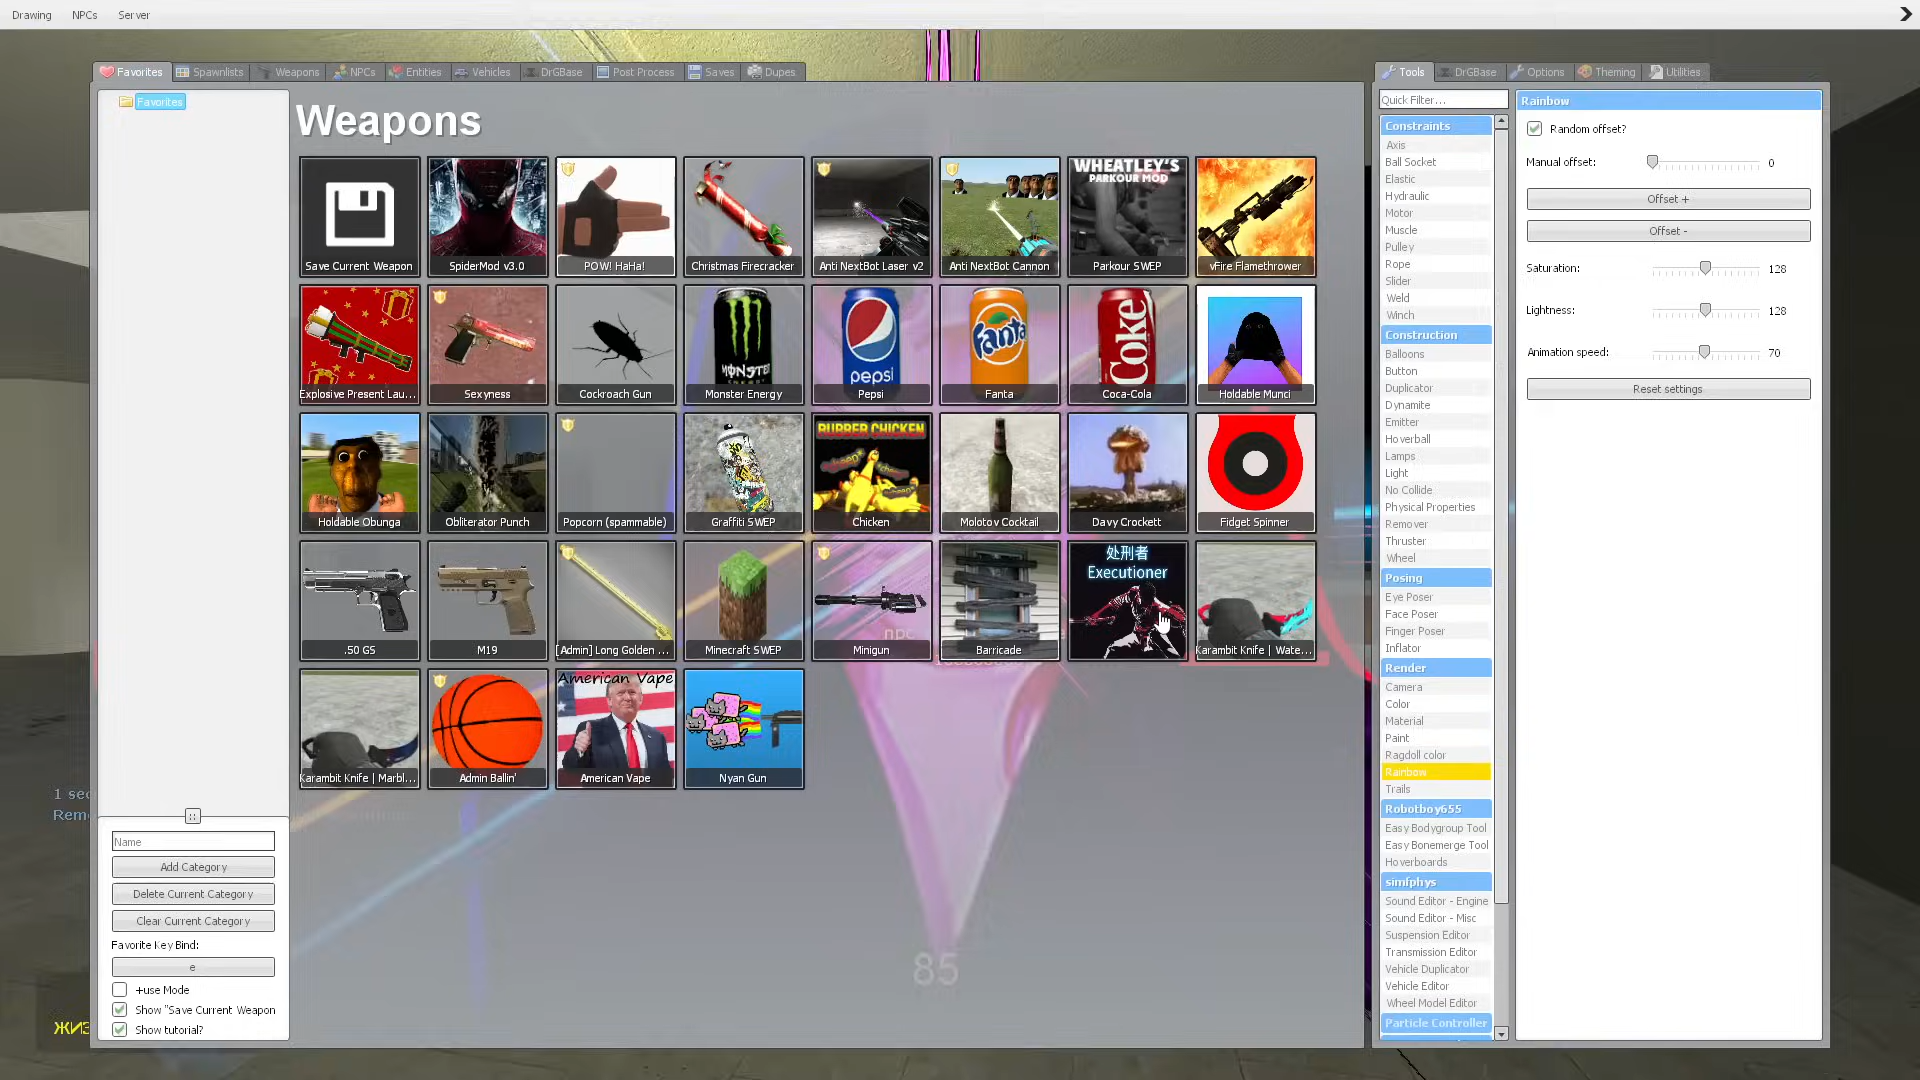 Drawing NPCs Server
Favorites Spawnlists Weapons NPCs Entities Vehicles DrGBase Post Process Saves Dupes
Favorites
Weapons
Save Current Weapon
SpiderMod v3.0
POW! HaHa!
Christmas Firecracker
Anti NextBot Laser v2
Anti NextBot Cannon
WHEATLEY'S
PARKOUR MOD
Parkour SWEP
vFire Flamethrower
Explosive Present Lau...
Sexyness
Cockroach Gun
MONSTER
Monster Energy
pepsi
Pepsi
Fanta
Fanta
Coke
Coca-Cola
Holdable Munci
Holdable Obunga
Obliterator Punch
Popcorn (spammable)
Graffiti SWEP
RUBBER CHICKEN
Chicken
Molotov Cocktail
Davy Crockett
Fidget Spinner
.50 GS
M19
[Admin] Long Golden ...
Minecraft SWEP
Minigun
Barricade
处刑者
Executioner
Karambit Knife | Wate...
Karambit Knife | Marbl...
Admin Ballin'
American Vape
American Vape
Nyan Gun
85
1 sec
Rem
ЖИЗ
Name
Add Category
Delete Current Category
Clear Current Category
Favorite Key Bind:
e
+use Mode
Show "Save Current Weapon
Show tutorial?
Tools DrGBase Options Theming Utilities
Quick Filter...
Constraints
Axis
Ball Socket
Elastic
Hydraulic
Motor
Muscle
Pulley
Rope
Slider
Weld
Winch
Construction
Balloons
Button
Duplicator
Dynamite
Emitter
Hoverball
Lamps
Light
No Collide
Physical Properties
Remover
Thruster
Wheel
Posing
Eye Poser
Face Poser
Finger Poser
Inflator
Render
Camera
Color
Material
Paint
Ragdoll color
Rainbow
Trails
Robotboy655
Easy Bodygroup Tool
Easy Bonemerge Tool
Hoverboards
simfphys
Sound Editor - Engine
Sound Editor - Misc
Suspension Editor
Transmission Editor
Vehicle Duplicator
Vehicle Editor
Wheel Model Editor
Particle Controller
Rainbow
Random offset?
Manual offset: 0
Offset +
Offset -
Saturation: 128
Lightness: 128
Animation speed: 70
Reset settings